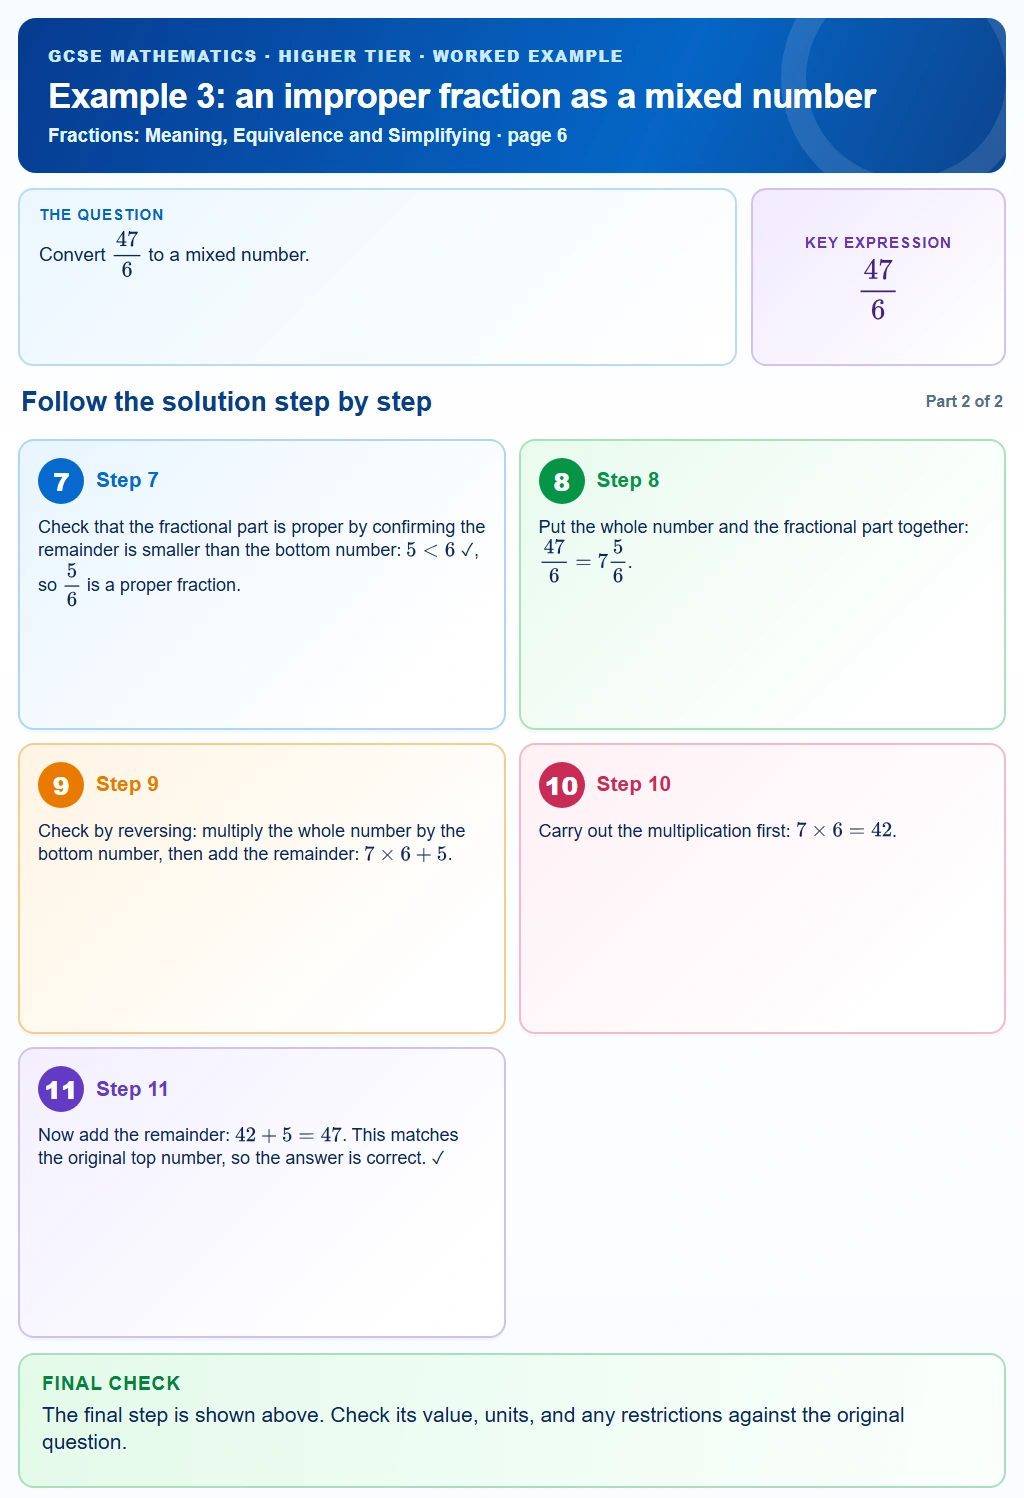 GCSE MATHEMATICS · HIGHER TIER · WORKED EXAMPLE
Example 3: an improper fraction as a mixed number
Fractions: Meaning, Equivalence and Simplifying · page 6
THE QUESTION
Convert 47/6 to a mixed number.
KEY EXPRESSION
47/6
Follow the solution step by step
Part 2 of 2
7 Step 7
Check that the fractional part is proper by confirming the
remainder is smaller than the bottom number: 5 < 6 ✓,
so 5/6 is a proper fraction.
8 Step 8
Put the whole number and the fractional part together:
47/6 = 7 5/6.
9 Step 9
Check by reversing: multiply the whole number by the
bottom number, then add the remainder: 7 × 6 + 5.
10 Step 10
Carry out the multiplication first: 7 × 6 = 42.
11 Step 11
Now add the remainder: 42 + 5 = 47. This matches
the original top number, so the answer is correct. ✓
FINAL CHECK
The final step is shown above. Check its value, units, and any restrictions against the original
question.